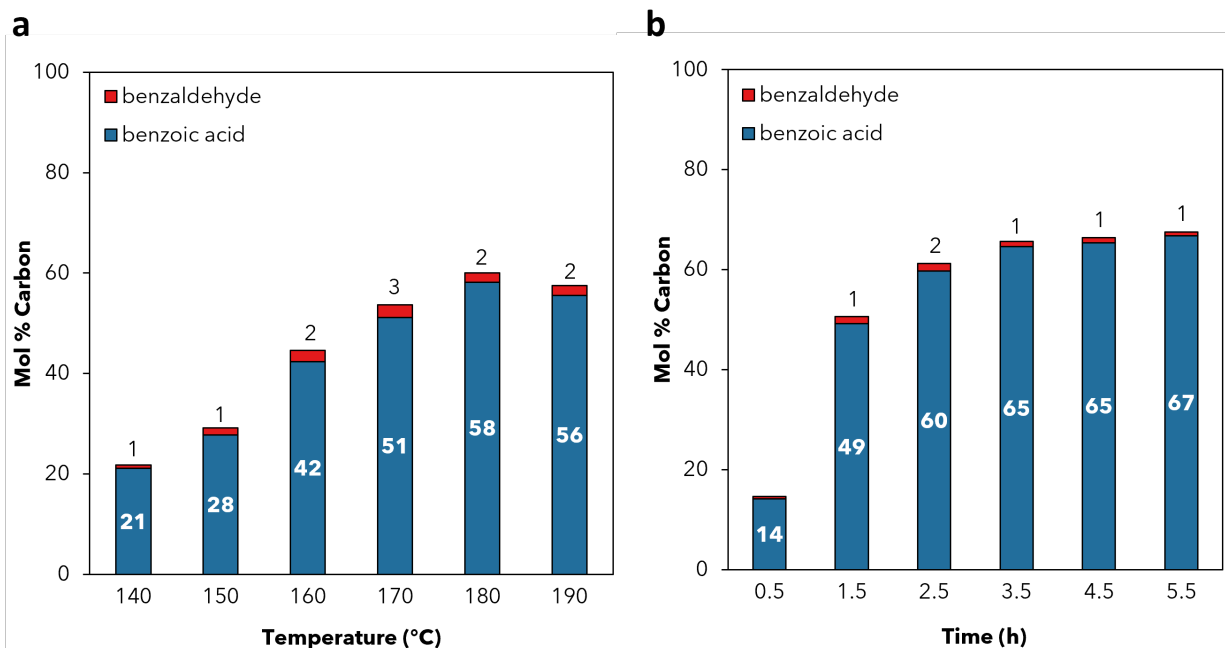 a
100
80
60
40
20
0
Mol % Carbon
benzaldehyde
benzoic acid
1
21
1
28
2
42
3
51
2
58
2
56
140 150 160 170 180 190
Temperature (°C)
b
100
80
60
40
20
0
Mol % Carbon
benzaldehyde
benzoic acid
14
1
49
2
60
1
65
1
65
1
67
0.5 1.5 2.5 3.5 4.5 5.5
Time (h)